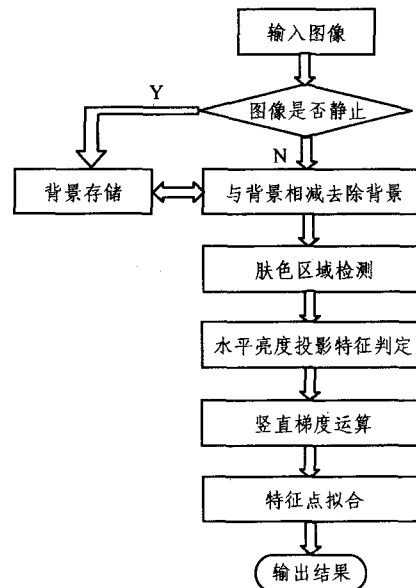 输入图像
Y
图像是否静止
N
背景存储
与背景相减去除背景
肤色区域检测
水平亮度投影特征判定
竖直梯度运算
特征点拟合
输出结果